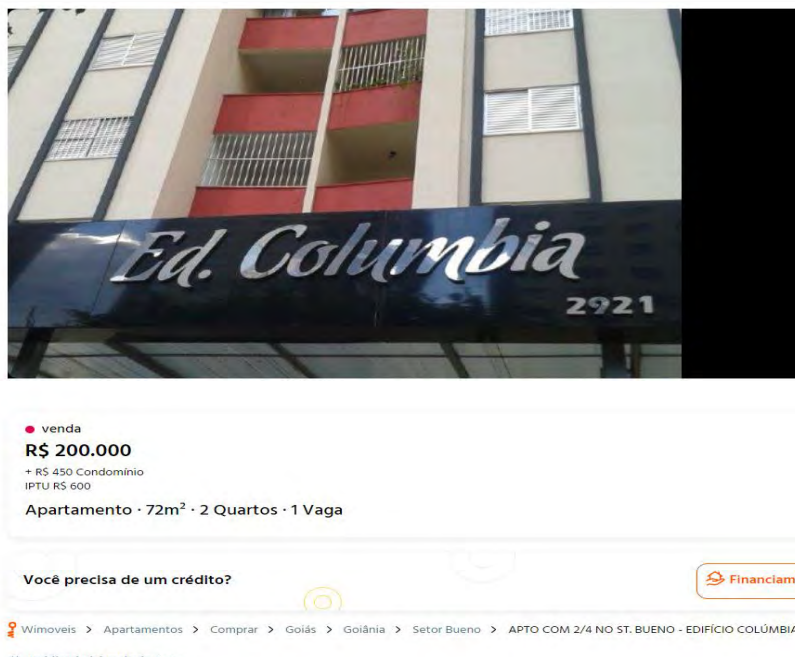 Ed. Columbia
2921
venda
R$ 200.000
+ R$ 450 Condomínio
IPTU R$ 600
Apartamento · 72m² · 2 Quartos · 1 Vaga
Você precisa de um crédito?
Financiam
Wimoveis > Apartamentos > Comprar > Goiás > Goiânia > Setor Bueno > APTO COM 2/4 NO ST. BUENO - EDIFÍCIO COLÚMBIA